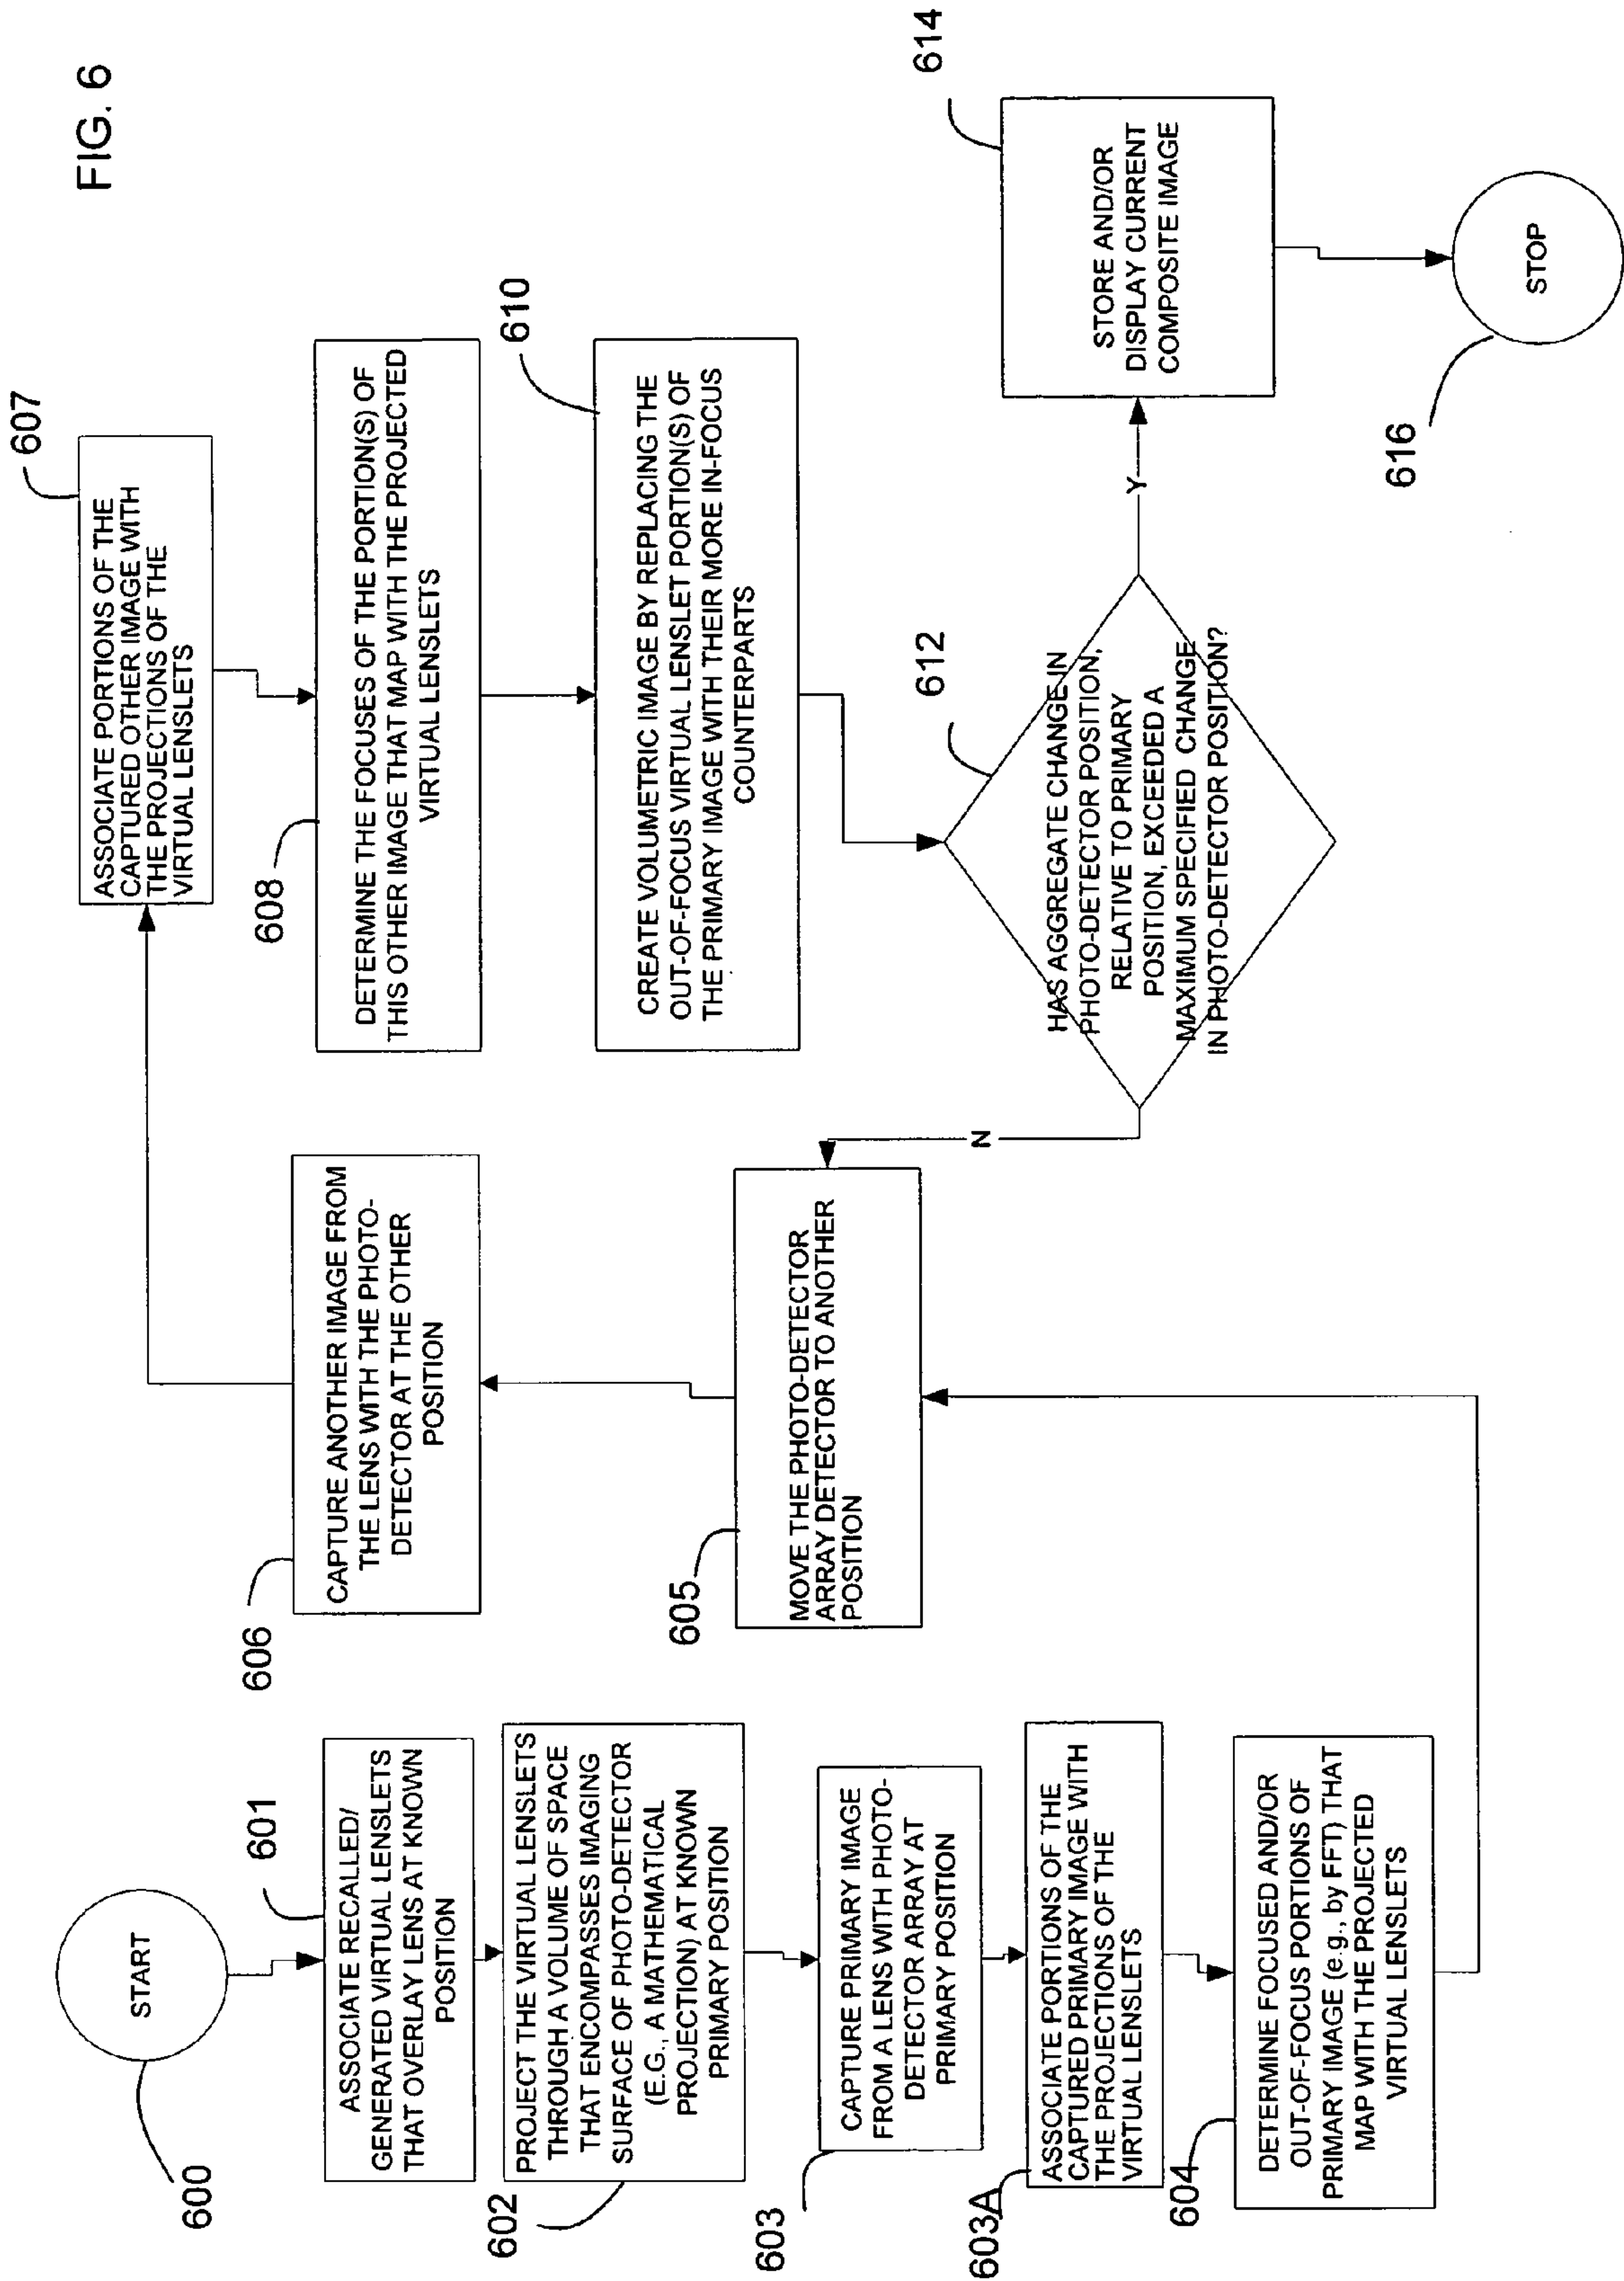 FIG. 6
START
600
601
ASSOCIATE RECALLED/
GENERATED VIRTUAL LENSLETS
THAT OVERLAY LENS AT KNOWN
POSITION
602
PROJECT THE VIRTUAL LENSLETS
THROUGH A VOLUME OF SPACE
THAT ENCOMPASSES IMAGING
SURFACE OF PHOTO-DETECTOR
(E.G., A MATHEMATICAL
PROJECTION) AT KNOWN
PRIMARY POSITION
603
CAPTURE PRIMARY IMAGE
FROM A LENS WITH PHOTO-
DETECTOR ARRAY AT
PRIMARY POSITION
603A
ASSOCIATE PORTIONS OF THE
CAPTURED PRIMARY IMAGE WITH
THE PROJECTIONS OF THE
VIRTUAL LENSLETS
604
DETERMINE FOCUSED AND/OR
OUT-OF-FOCUS PORTIONS OF
PRIMARY IMAGE (e.g., by FFT) THAT
MAP WITH THE PROJECTED
VIRTUAL LENSLETS
605
MOVE THE PHOTO-DETECTOR
ARRAY DETECTOR TO ANOTHER
POSITION
606
CAPTURE ANOTHER IMAGE FROM
THE LENS WITH THE PHOTO-
DETECTOR AT THE OTHER
POSITION
607
ASSOCIATE PORTIONS OF THE
CAPTURED OTHER IMAGE WITH
THE PROJECTIONS OF THE
VIRTUAL LENSLETS
608
DETERMINE THE FOCUSES OF THE PORTION(S) OF
THIS OTHER IMAGE THAT MAP WITH THE PROJECTED
VIRTUAL LENSLETS
610
CREATE VOLUMETRIC IMAGE BY REPLACING THE
OUT-OF-FOCUS VIRTUAL LENSLET PORTION(S) OF
THE PRIMARY IMAGE WITH THEIR MORE IN-FOCUS
COUNTERPARTS
612
HAS AGGREGATE CHANGE IN
PHOTO-DETECTOR POSITION,
RELATIVE TO PRIMARY
POSITION, EXCEEDED A
MAXIMUM SPECIFIED CHANGE
IN PHOTO-DETECTOR POSITION?
N
Y
614
STORE AND/OR
DISPLAY CURRENT
COMPOSITE IMAGE
616
STOP